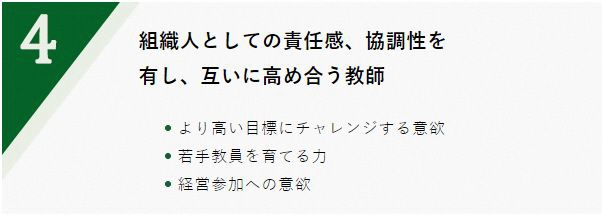 4
組織人としての責任感、協調性を
有し、互いに高め合う教師
より高い目標にチャレンジする意欲
若手教員を育てる力
経営参加への意欲